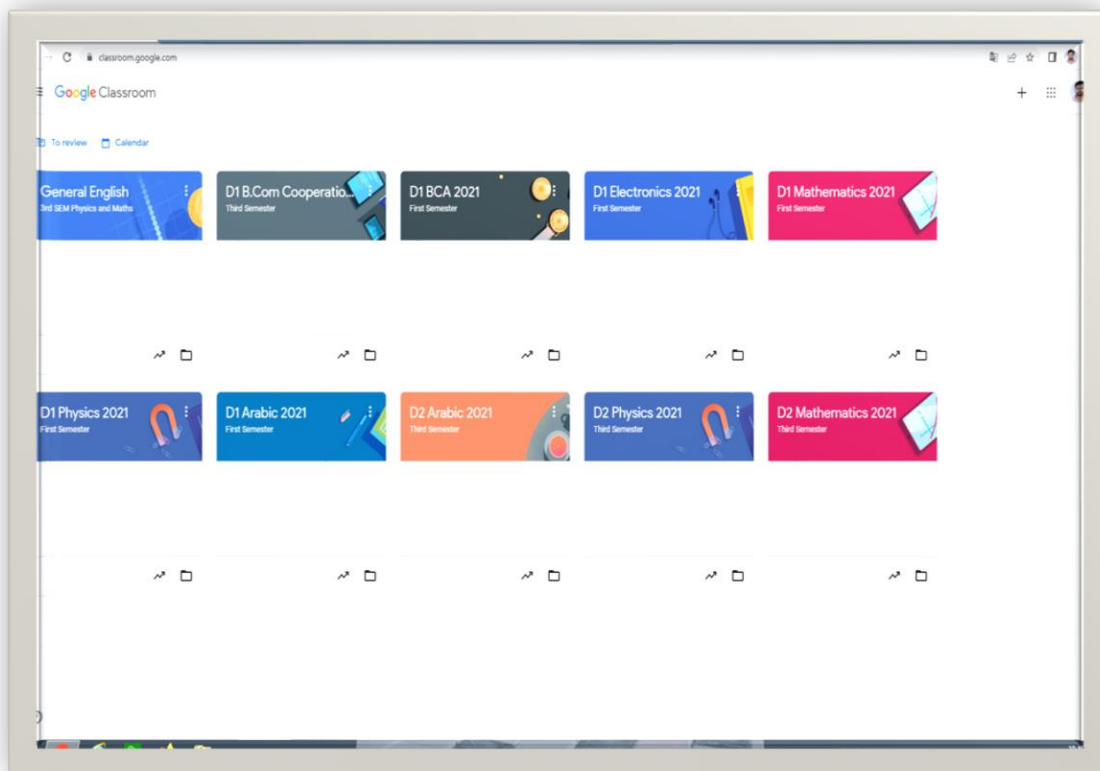 classroom.google.com
Google Classroom
To review Calendar
General English
3rd SEM Physics and Maths
D1 B.Com Cooperatio...
Third Semester
D1 BCA 2021
First Semester
D1 Electronics 2021
First Semester
D1 Mathematics 2021
First Semester
D1 Physics 2021
First Semester
D1 Arabic 2021
First Semester
D2 Arabic 2021
Third Semester
D2 Physics 2021
Third Semester
D2 Mathematics 2021
Third Semester